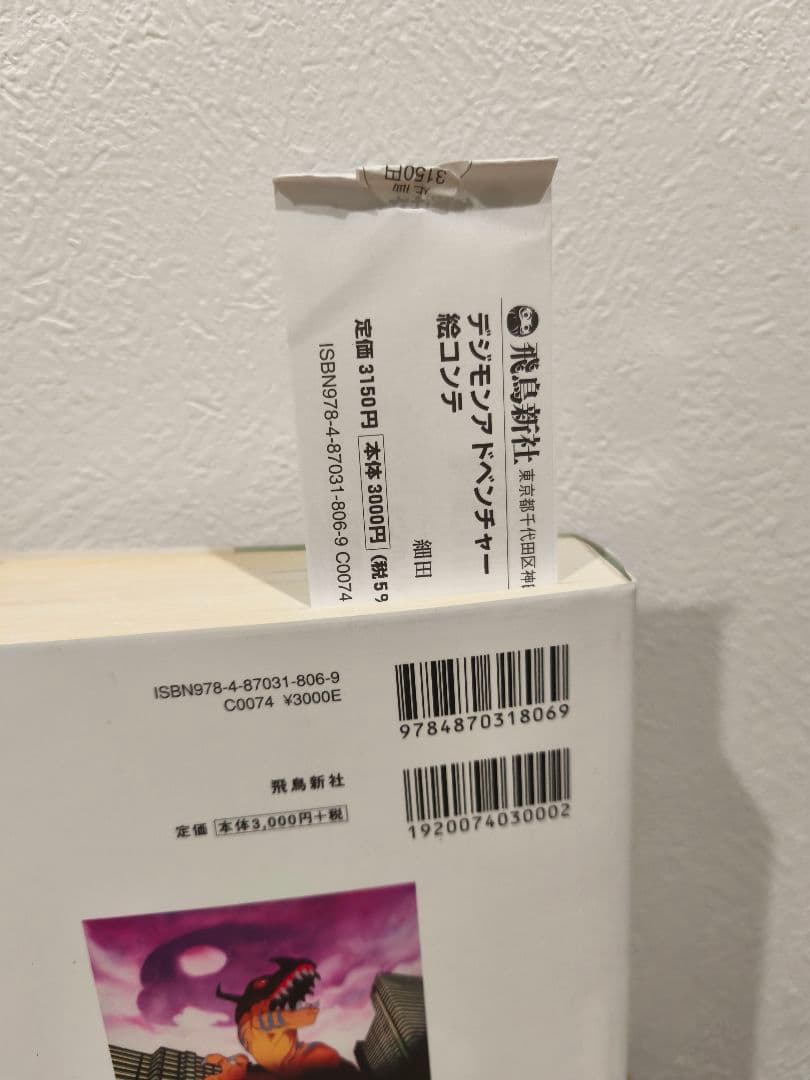 3150円
飛鳥新社 東京都千代田区神
デジモンアドベンチャー
絵コンテ
細田
定価 3150円 本体 3000円 (税5
ISBN978-4-87031-806-9 C0074
ISBN978-4-87031-806-9
C0074 ¥3000E
9784870318069
飛鳥新社
定価 本体3,000円+税
1920074030002